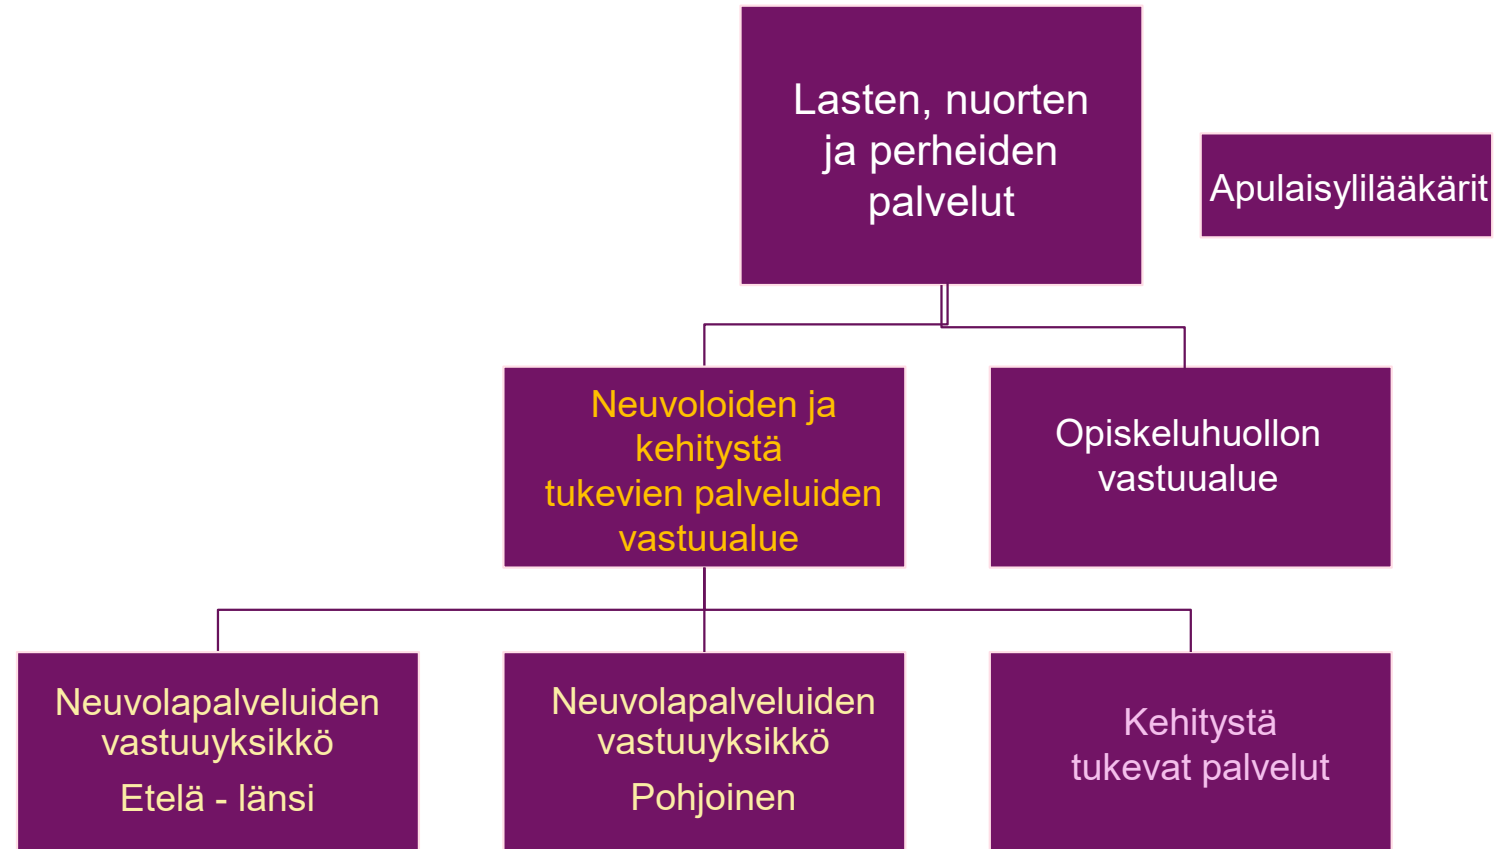 Lasten, nuorten
ja perheiden
palvelut
Apulaisylilääkärit
Neuvoloiden ja
kehitystä
tukevien palveluiden
vastuualue
Opiskeluhuollon
vastuualue
Neuvolapalveluiden
vastuuyksikkö
Etelä - länsi
Neuvolapalveluiden
vastuuyksikkö
Pohjoinen
Kehitystä
tukevat palvelut